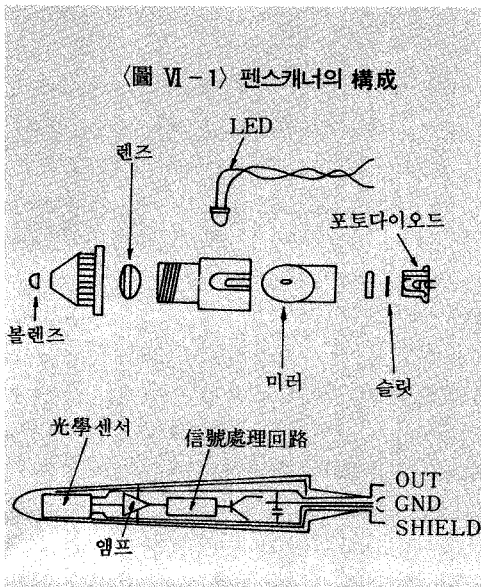 〈圖 Ⅵ-1〉 펜스캐너의 構成
LED
렌즈
포토다이오드
볼렌즈
미러
슬릿
光學센서
信號處理回路
앰프
OUT
GND
SHIELD